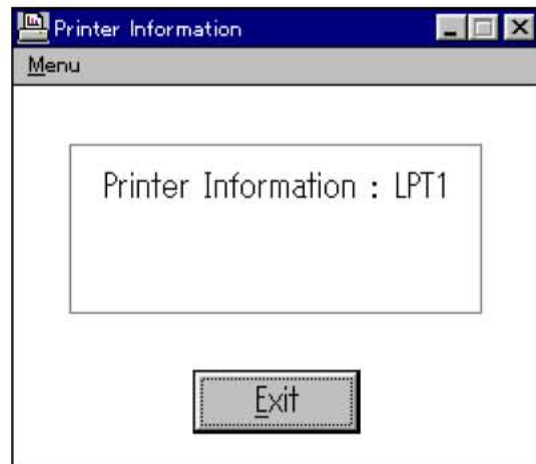 Printer Information
Menu
Printer Information : LPT1
Exit